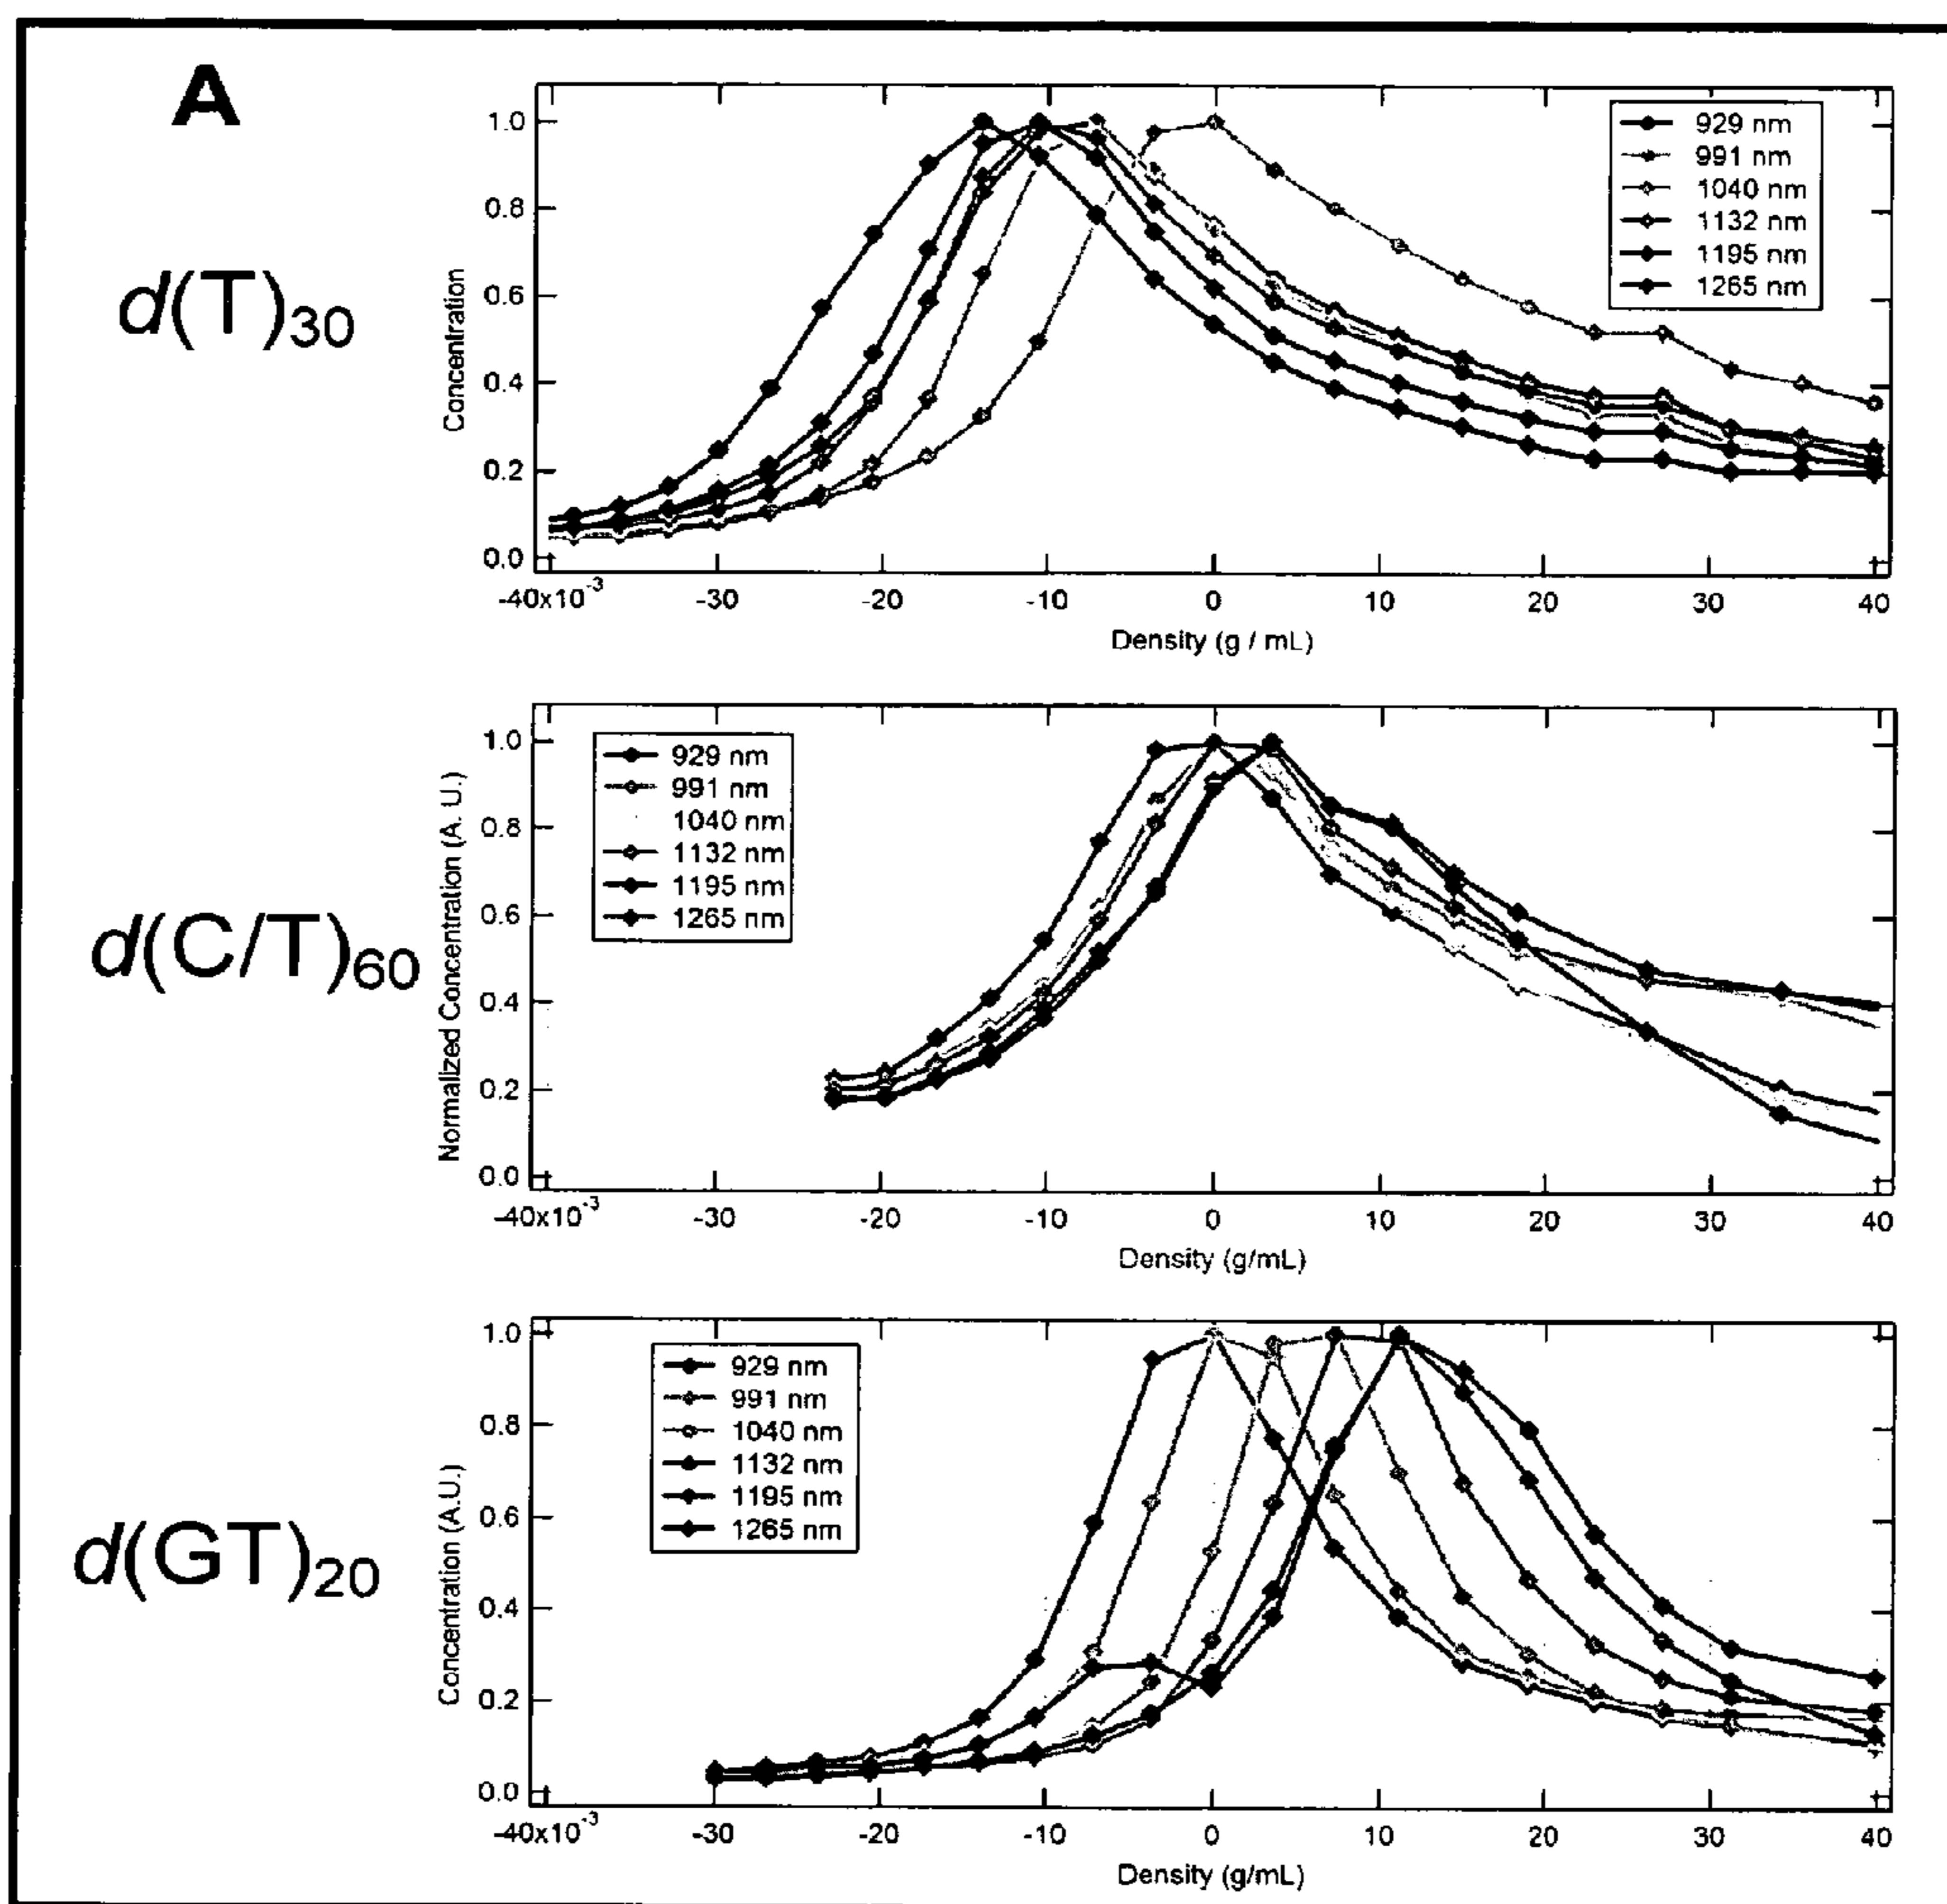 A
d(T)30
Concentration
1.0
0.8
0.6
0.4
0.2
0.0
929 nm
991 nm
1040 nm
1132 nm
1195 nm
1265 nm
-40x10-3 -30 -20 -10 0 10 20 30 40
Density (g / mL)
d(C/T)60
Normalized Concentration (A. U.)
1.0
0.8
0.6
0.4
0.2
0.0
929 nm
991 nm
1040 nm
1132 nm
1195 nm
1265 nm
-40x10-3 -30 -20 -10 0 10 20 30 40
Density (g/mL)
d(GT)20
Concentration (A.U.)
1.0
0.8
0.6
0.4
0.2
0.0
929 nm
991 nm
1040 nm
1132 nm
1195 nm
1265 nm
-40x10-3 -30 -20 -10 0 10 20 30 40
Density (g/mL)